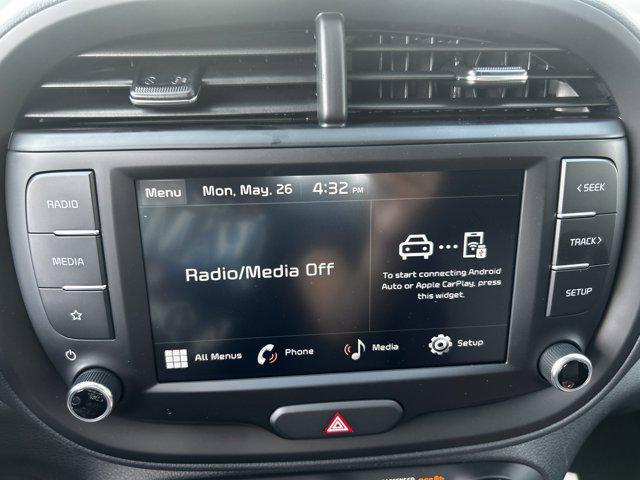 RADIO
MEDIA
Menu Mon, May. 26 4:32 PM
Radio/Media Off
To start connecting Android
Auto or Apple CarPlay, press
this widget.
All Menus Phone Media Setup
< SEEK
TRACK >
SETUP
PASSENGER